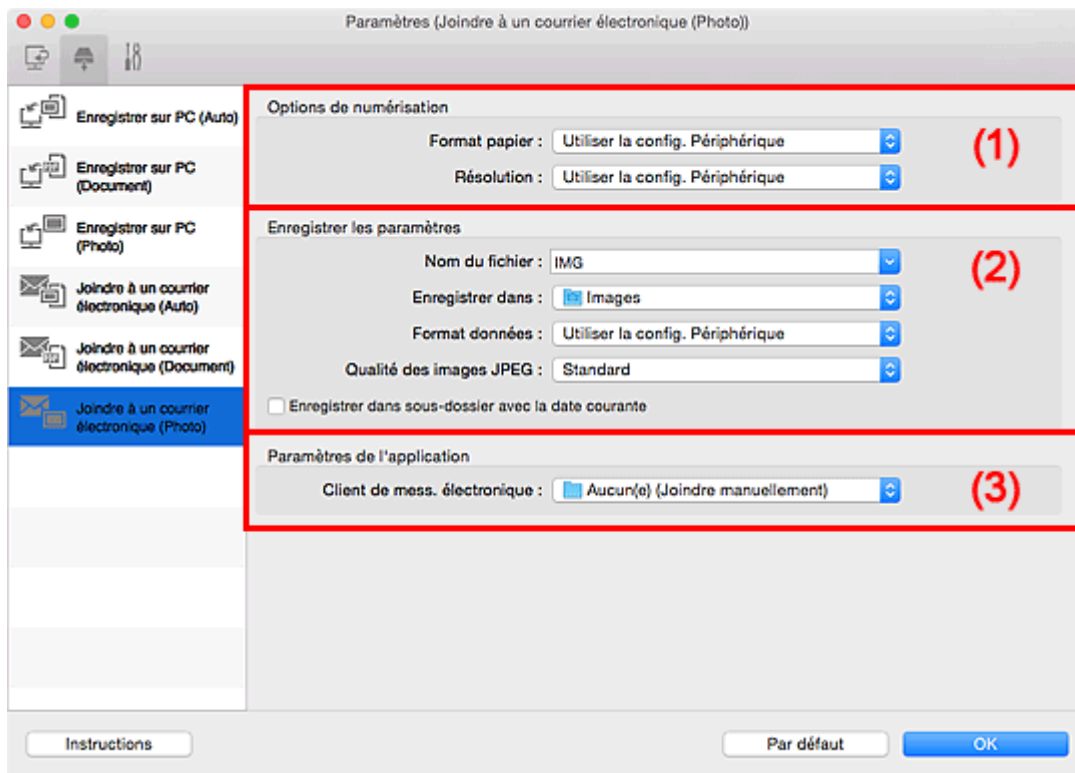 Paramètres (Joindre à un courrier électronique (Photo))
Enregistrer sur PC (Auto)
Enregistrer sur PC
(Document)
Enregistrer sur PC
(Photo)
Joindre à un courrier
électronique (Auto)
Joindre à un courrier
électronique (Document)
Joindre à un courrier
électronique (Photo)
Options de numérisation
Format papier : Utiliser la config. Périphérique
Résolution : Utiliser la config. Périphérique
(1)
Enregistrer les paramètres
Nom du fichier : IMG
Enregistrer dans : Images
Format données : Utiliser la config. Périphérique
Qualité des images JPEG : Standard
Enregistrer dans sous-dossier avec la date courante
(2)
Paramètres de l'application
Client de mess. électronique : Aucun(e) (Joindre manuellement)
(3)
Instructions
Par défaut
OK